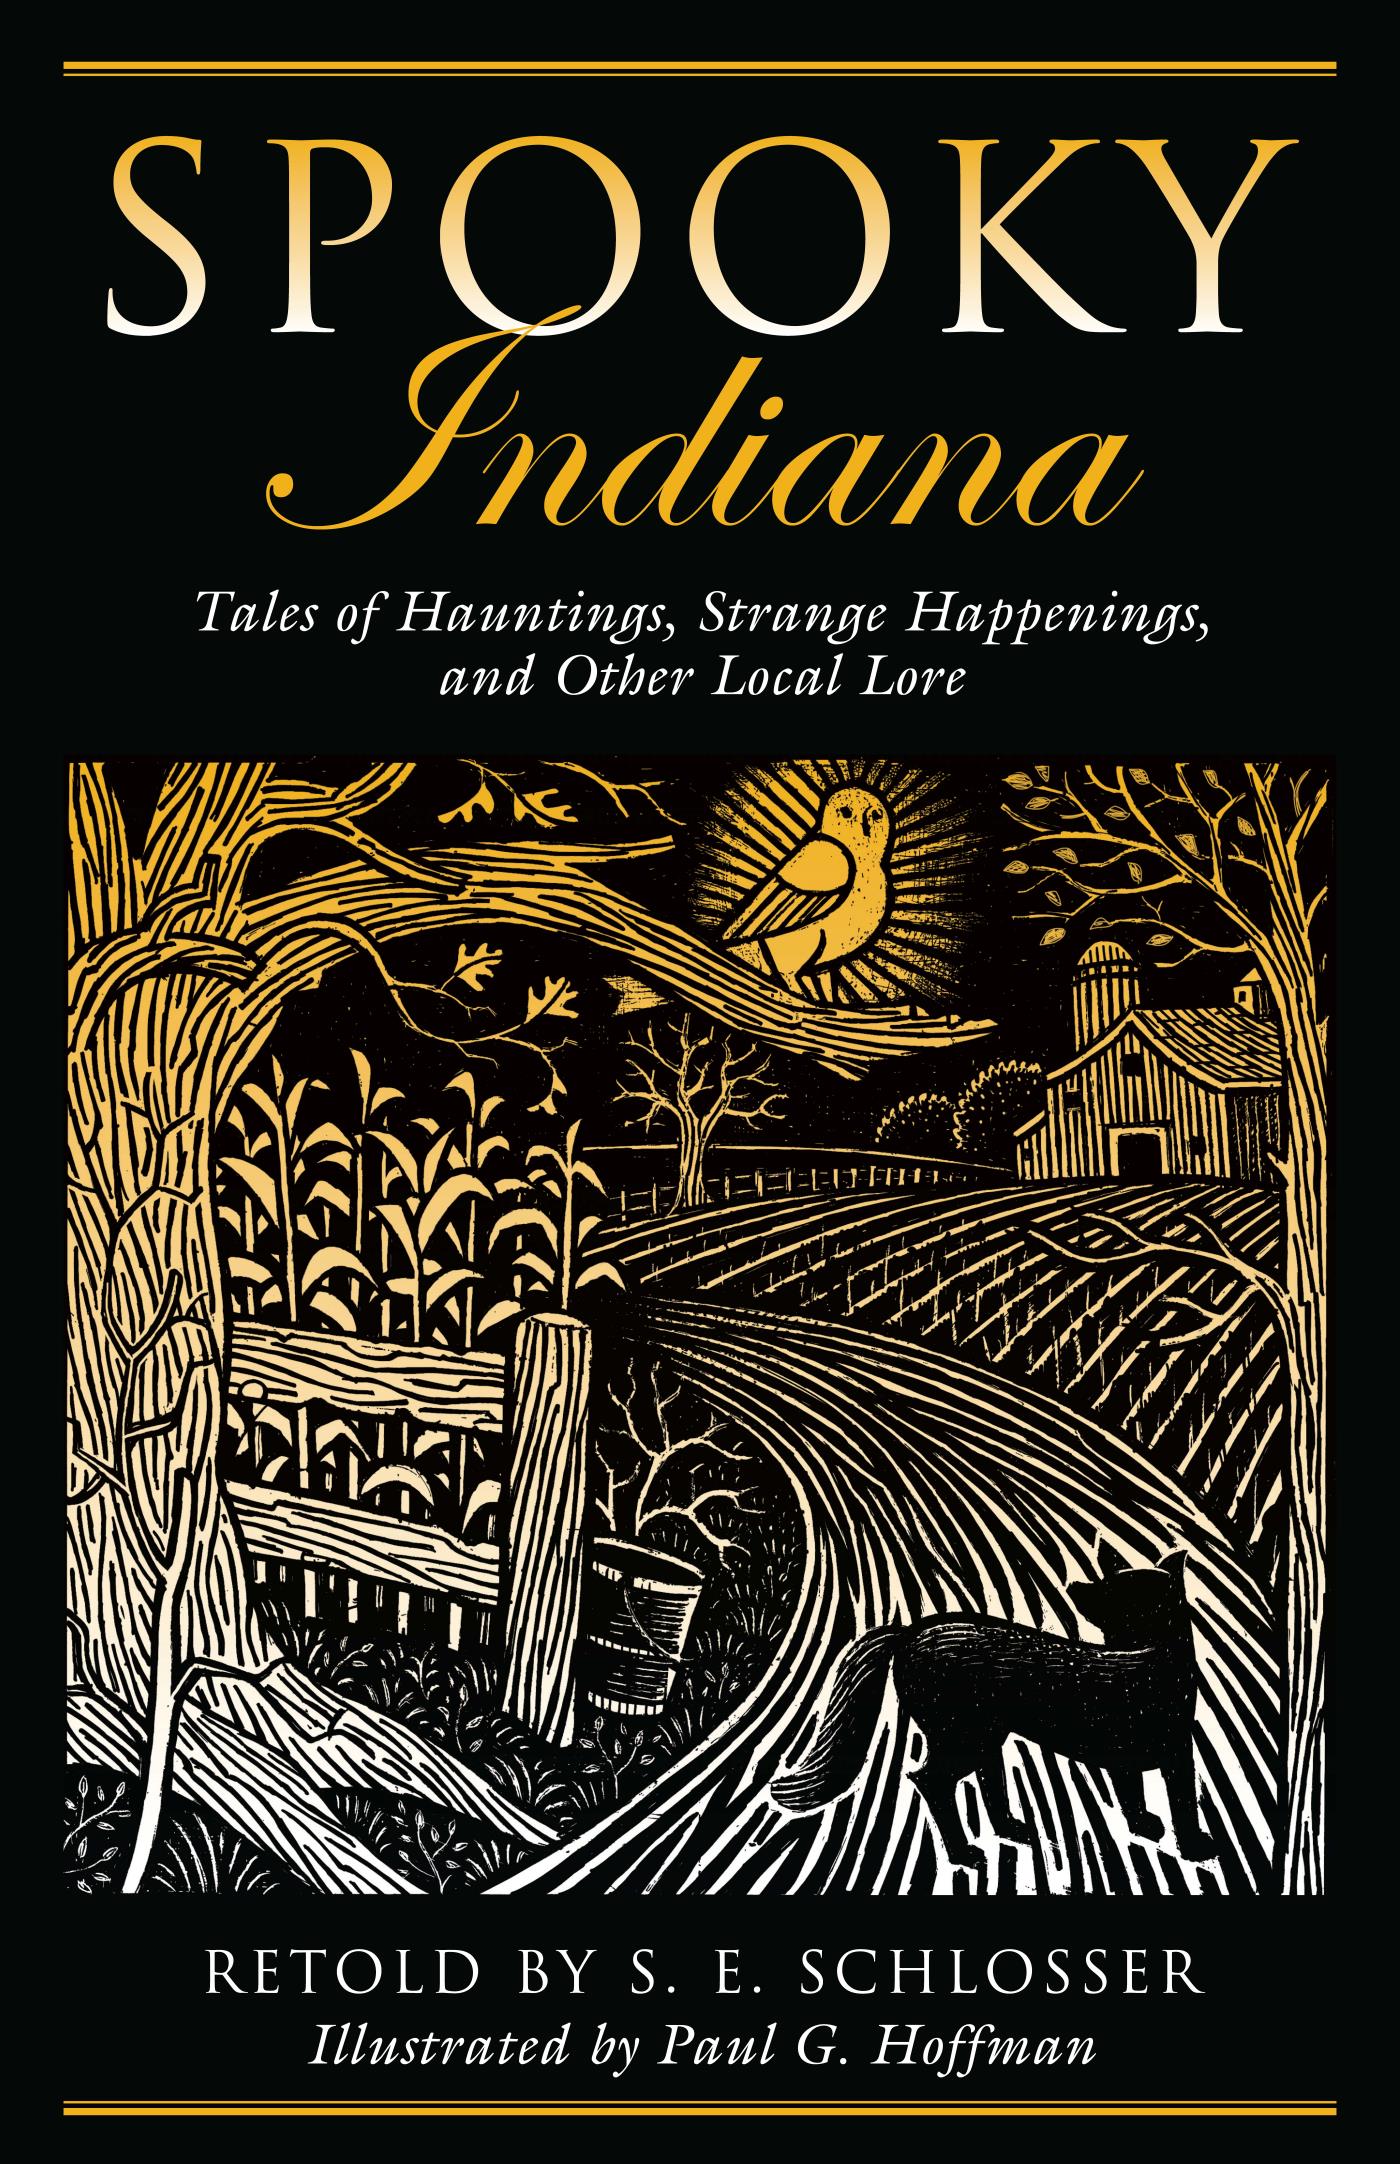 SPOOKY
Indiana
Tales of Hauntings, Strange Happenings,
and Other Local Lore
RETOLD BY S. E. SCHLOSSER
Illustrated by Paul G. Hoffman